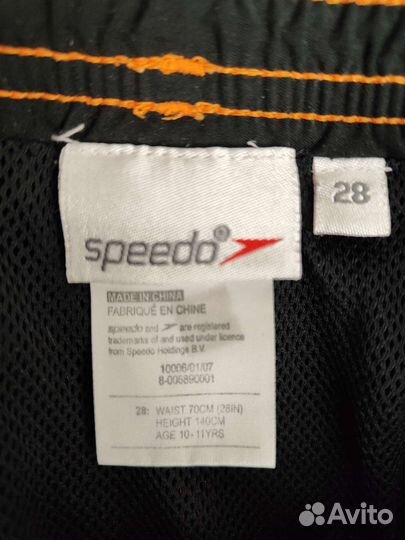 speedo®
28
MADE IN CHINA
FABRIQUÉ EN CHINE
speedo and are registered
trademarks of and used under licence
from Speedo Holdings B.V.
10006/01/07
8-005890001
28: WAIST 70CM (28IN)
HEIGHT 140CM
AGE 10-11YRS
Avito